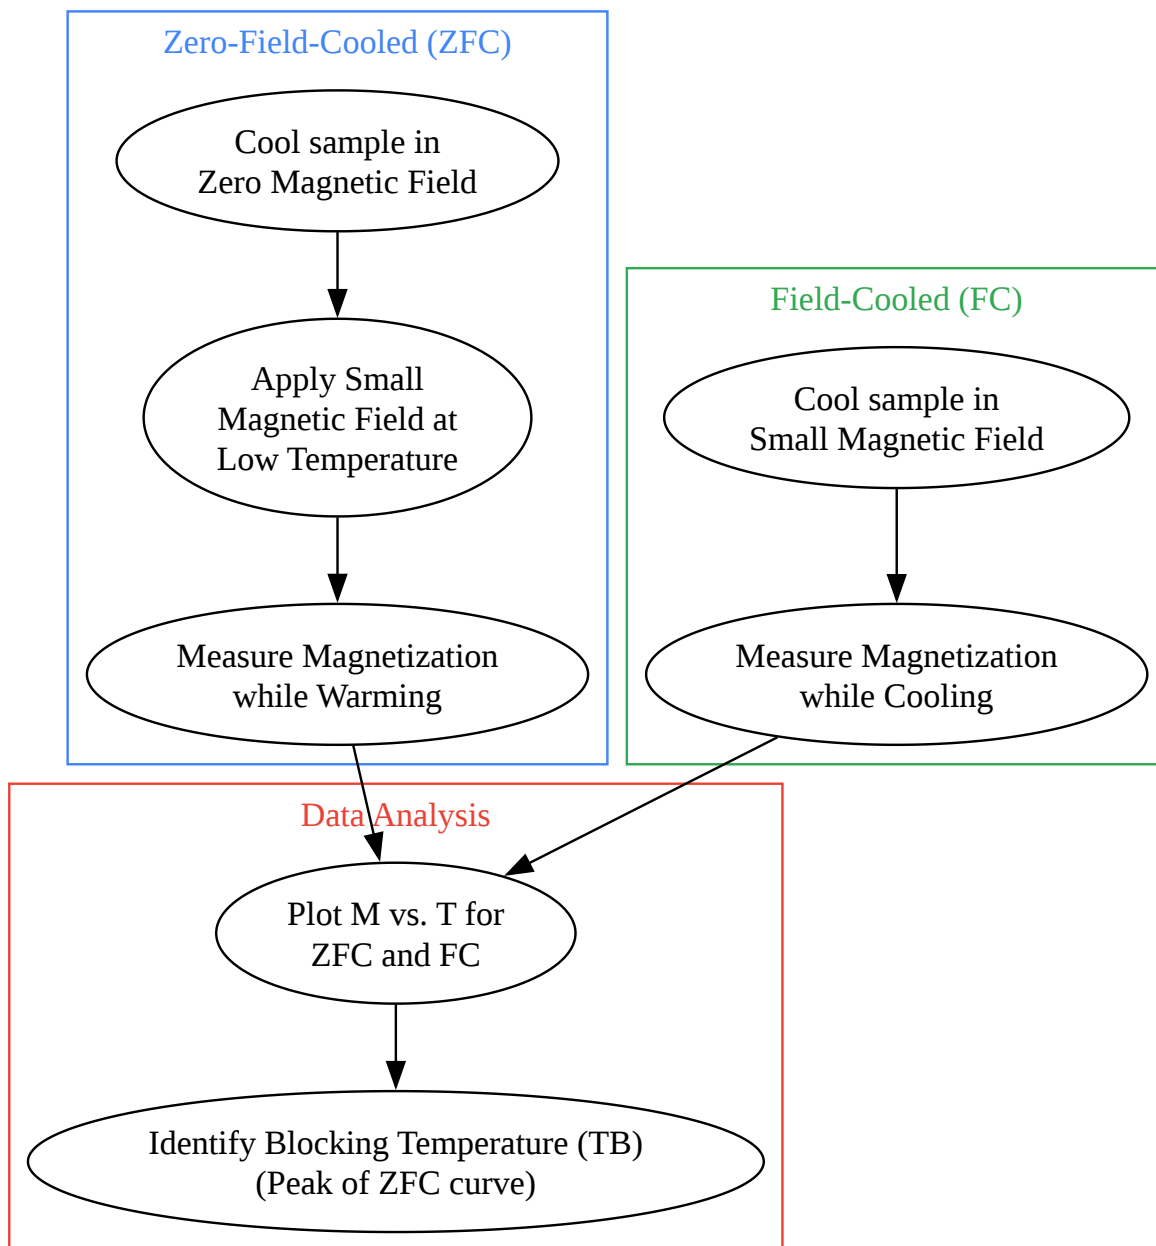 Zero-Field-Cooled (ZFC)
Cool sample in
Zero Magnetic Field
Apply Small
Magnetic Field at
Low Temperature
Measure Magnetization
while Warming
Field-Cooled (FC)
Cool sample in
Small Magnetic Field
Measure Magnetization
while Cooling
Data Analysis
Plot M vs. T for
ZFC and FC
Identify Blocking Temperature (TB)
(Peak of ZFC curve)